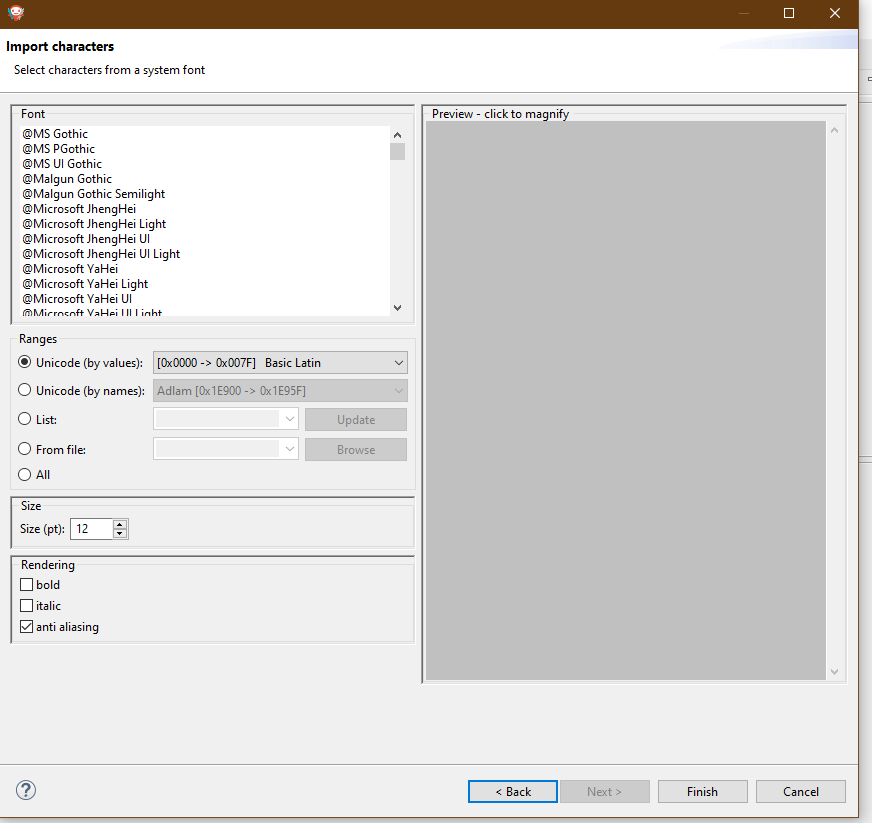 Import characters
Select characters from a system font
Font
@MS Gothic
@MS PGothic
@MS UI Gothic
@Malgun Gothic
@Malgun Gothic Semilight
@Microsoft JhengHei
@Microsoft JhengHei Light
@Microsoft JhengHei UI
@Microsoft JhengHei UI Light
@Microsoft YaHei
@Microsoft YaHei Light
@Microsoft YaHei UI
@Microsoft YaHei UI Light
Ranges
Unicode (by values): [0x0000 -> 0x007F] Basic Latin
Unicode (by names): Adlam [0x1E900 -> 0x1E95F]
List: Update
From file: Browse
All
Size
Size (pt): 12
Rendering
bold
italic
anti aliasing
Preview - click to magnify
? < Back Next > Finish Cancel